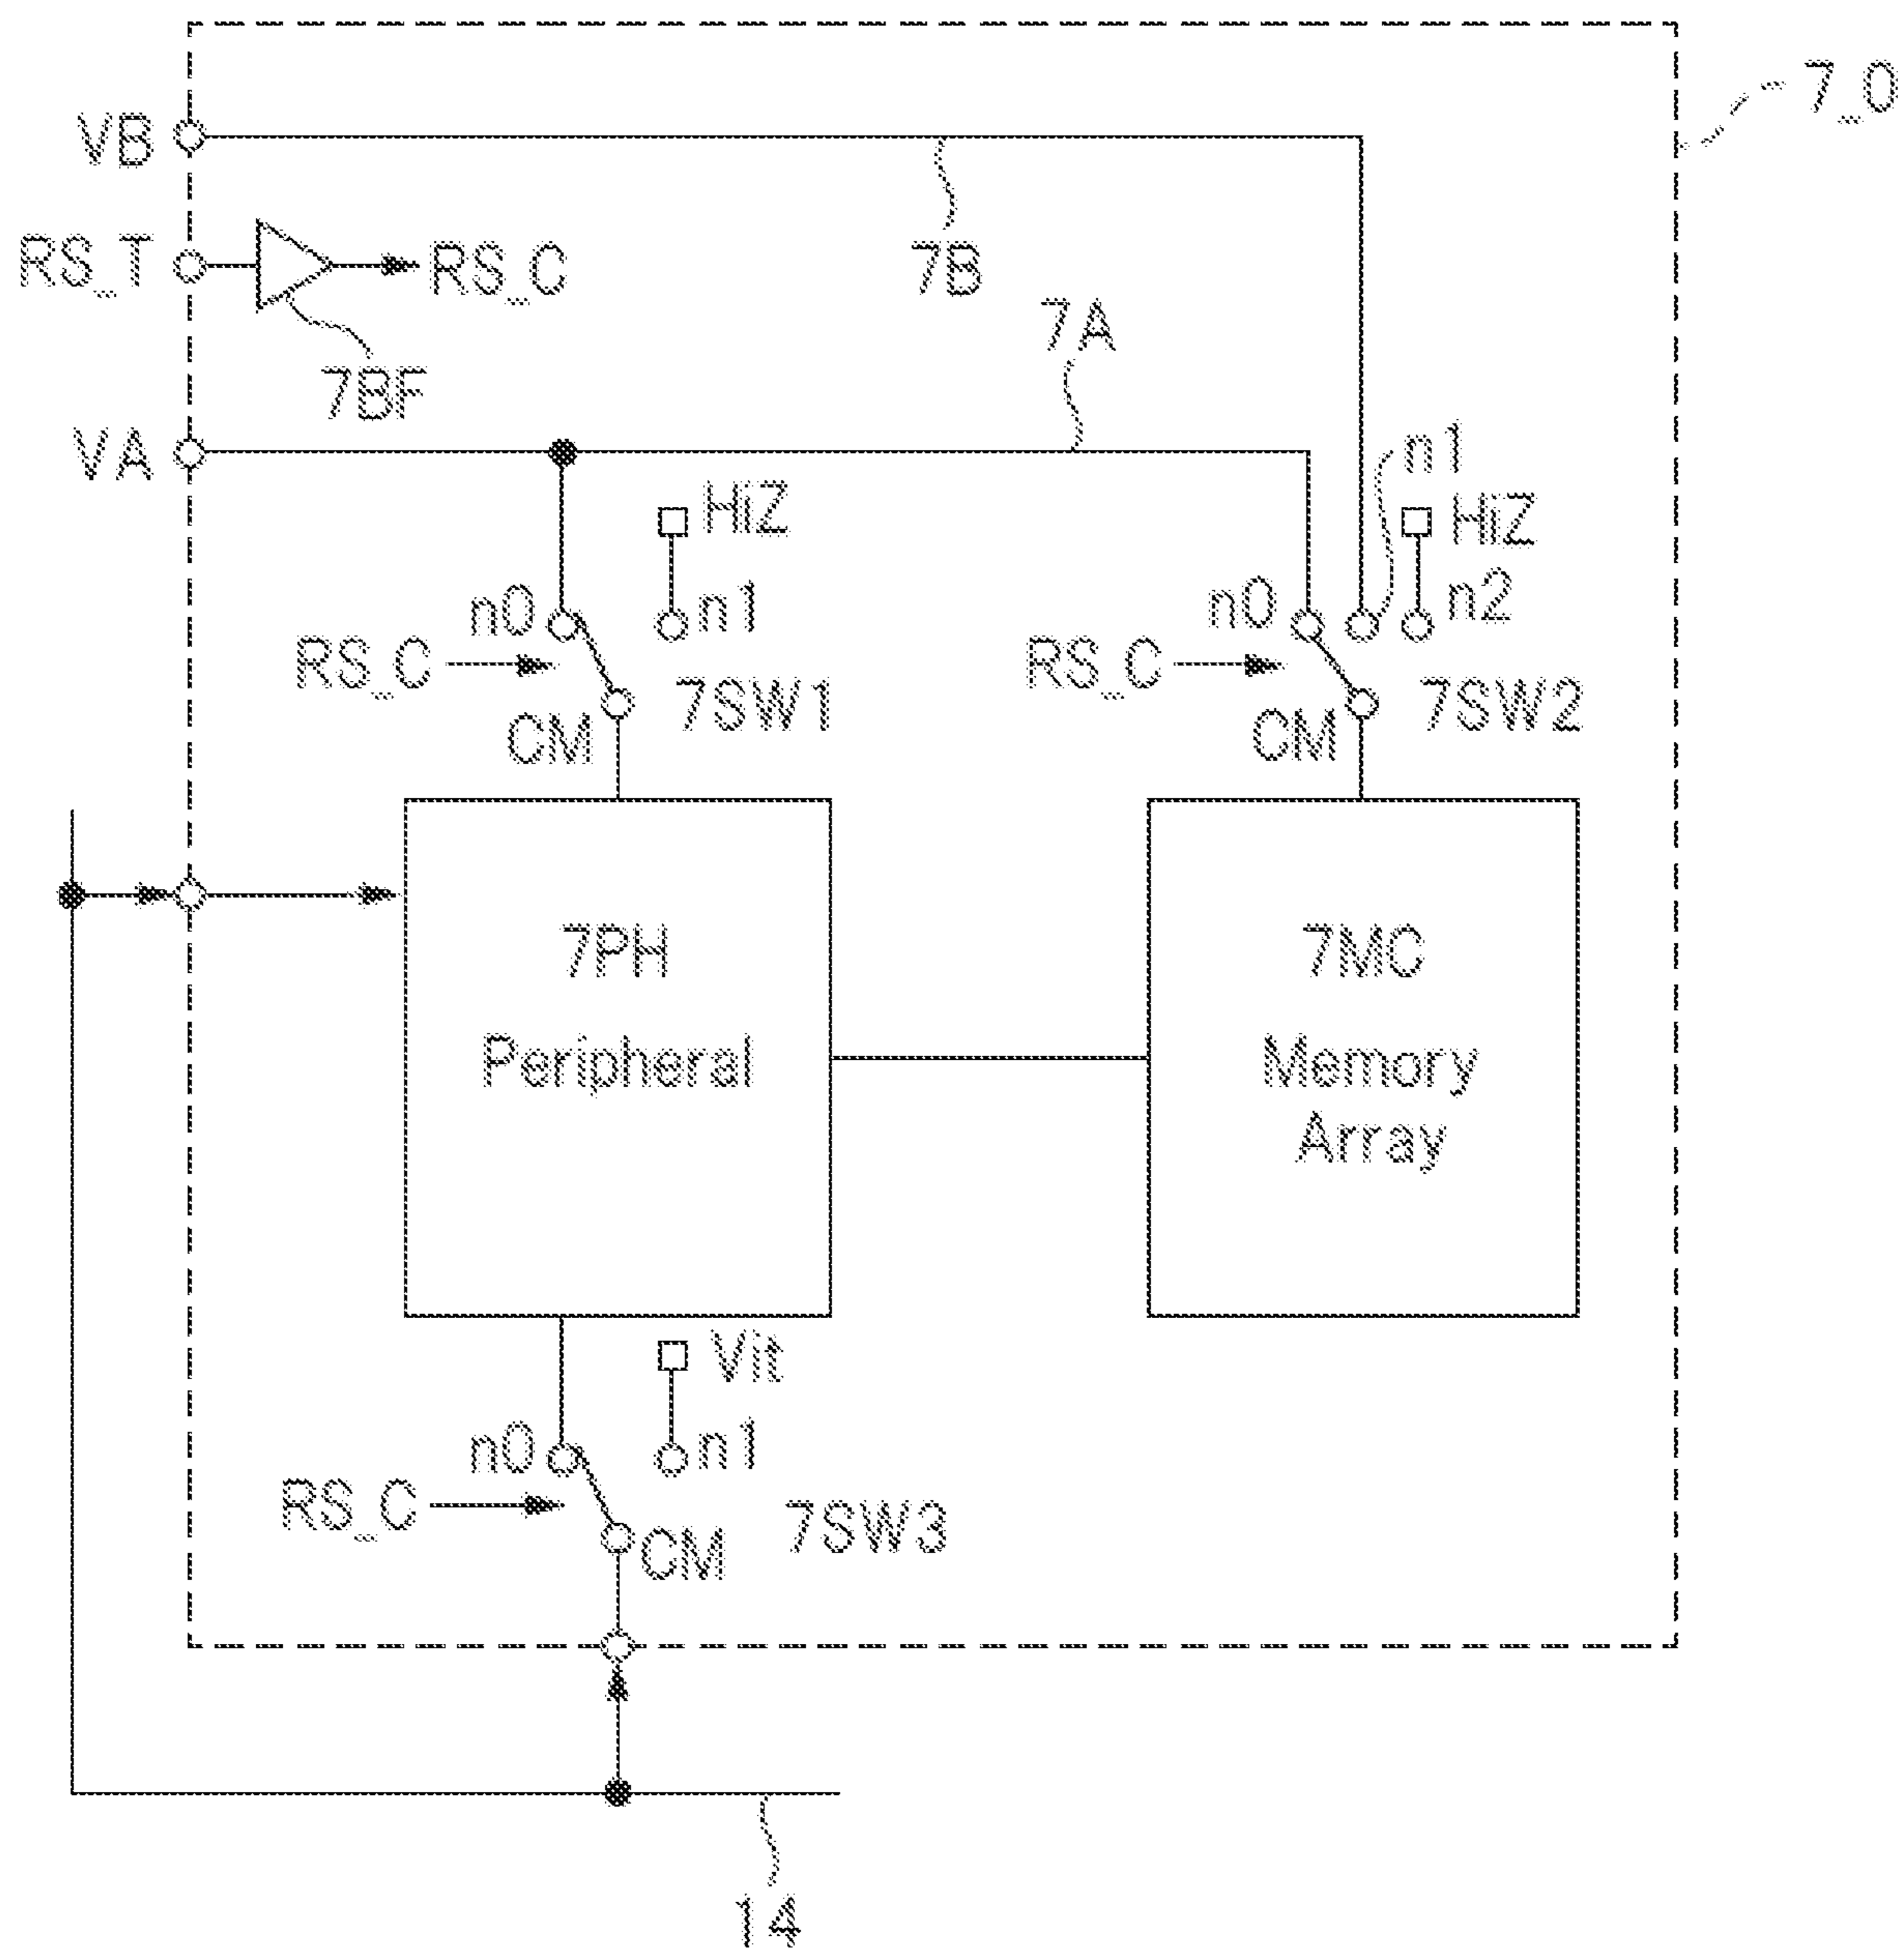 7_0
VB
RS_T
RS_C
7B
7BF
7A
VA
n1
HiZ
HiZ
n0
n1
n0
n2
RS_C
RS_C
7SW1
7SW2
CM
CM
7PH
Peripheral
7MC
Memory
Array
Vit
n0
n1
RS_C
7SW3
CM
14